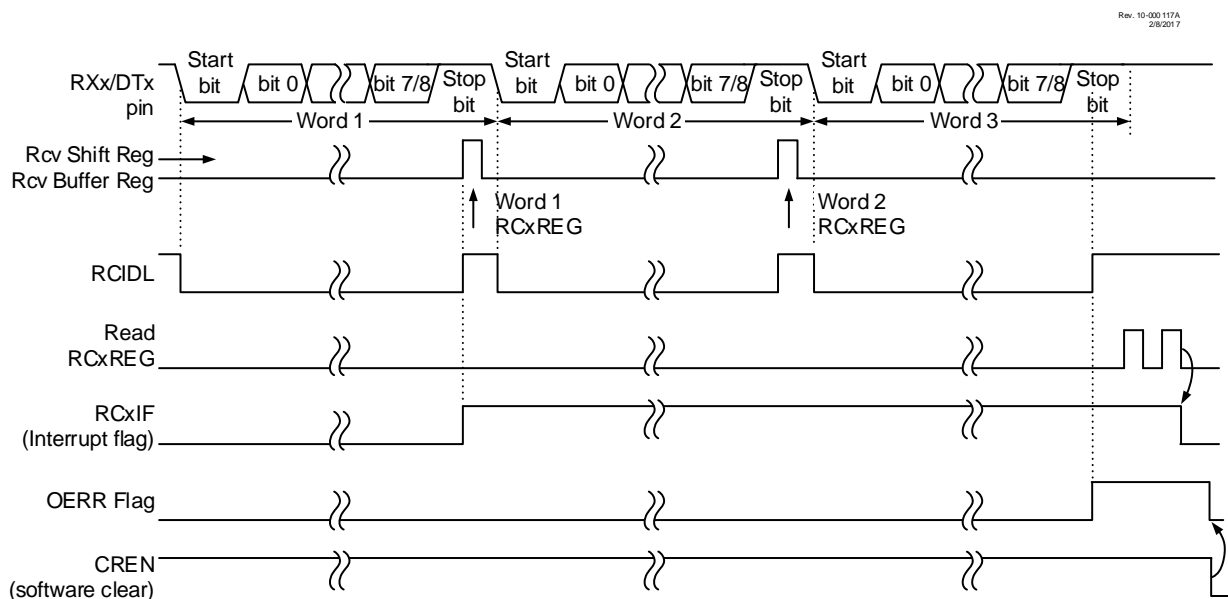 Rev. 10-000117A
2/8/2017
Start
bit
bit 0
bit 7/8
Stop
bit
Start
bit
bit 0
bit 7/8
Stop
bit
Start
bit
bit 0
bit 7/8
Stop
bit
RXx/DTx
pin
Word 1
Word 2
Word 3
Rcv Shift Reg
Rcv Buffer Reg
Word 1
RCxREG
Word 2
RCxREG
RCIDL
Read
RCxREG
RCxIF
(Interrupt flag)
OERR Flag
CREN
(software clear)